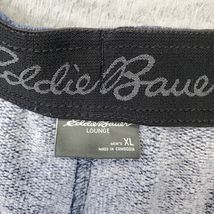 Eddie Bauer
Eddie Bauer
LOUNGE
MEN'S XL
MADE IN CAMBODIA